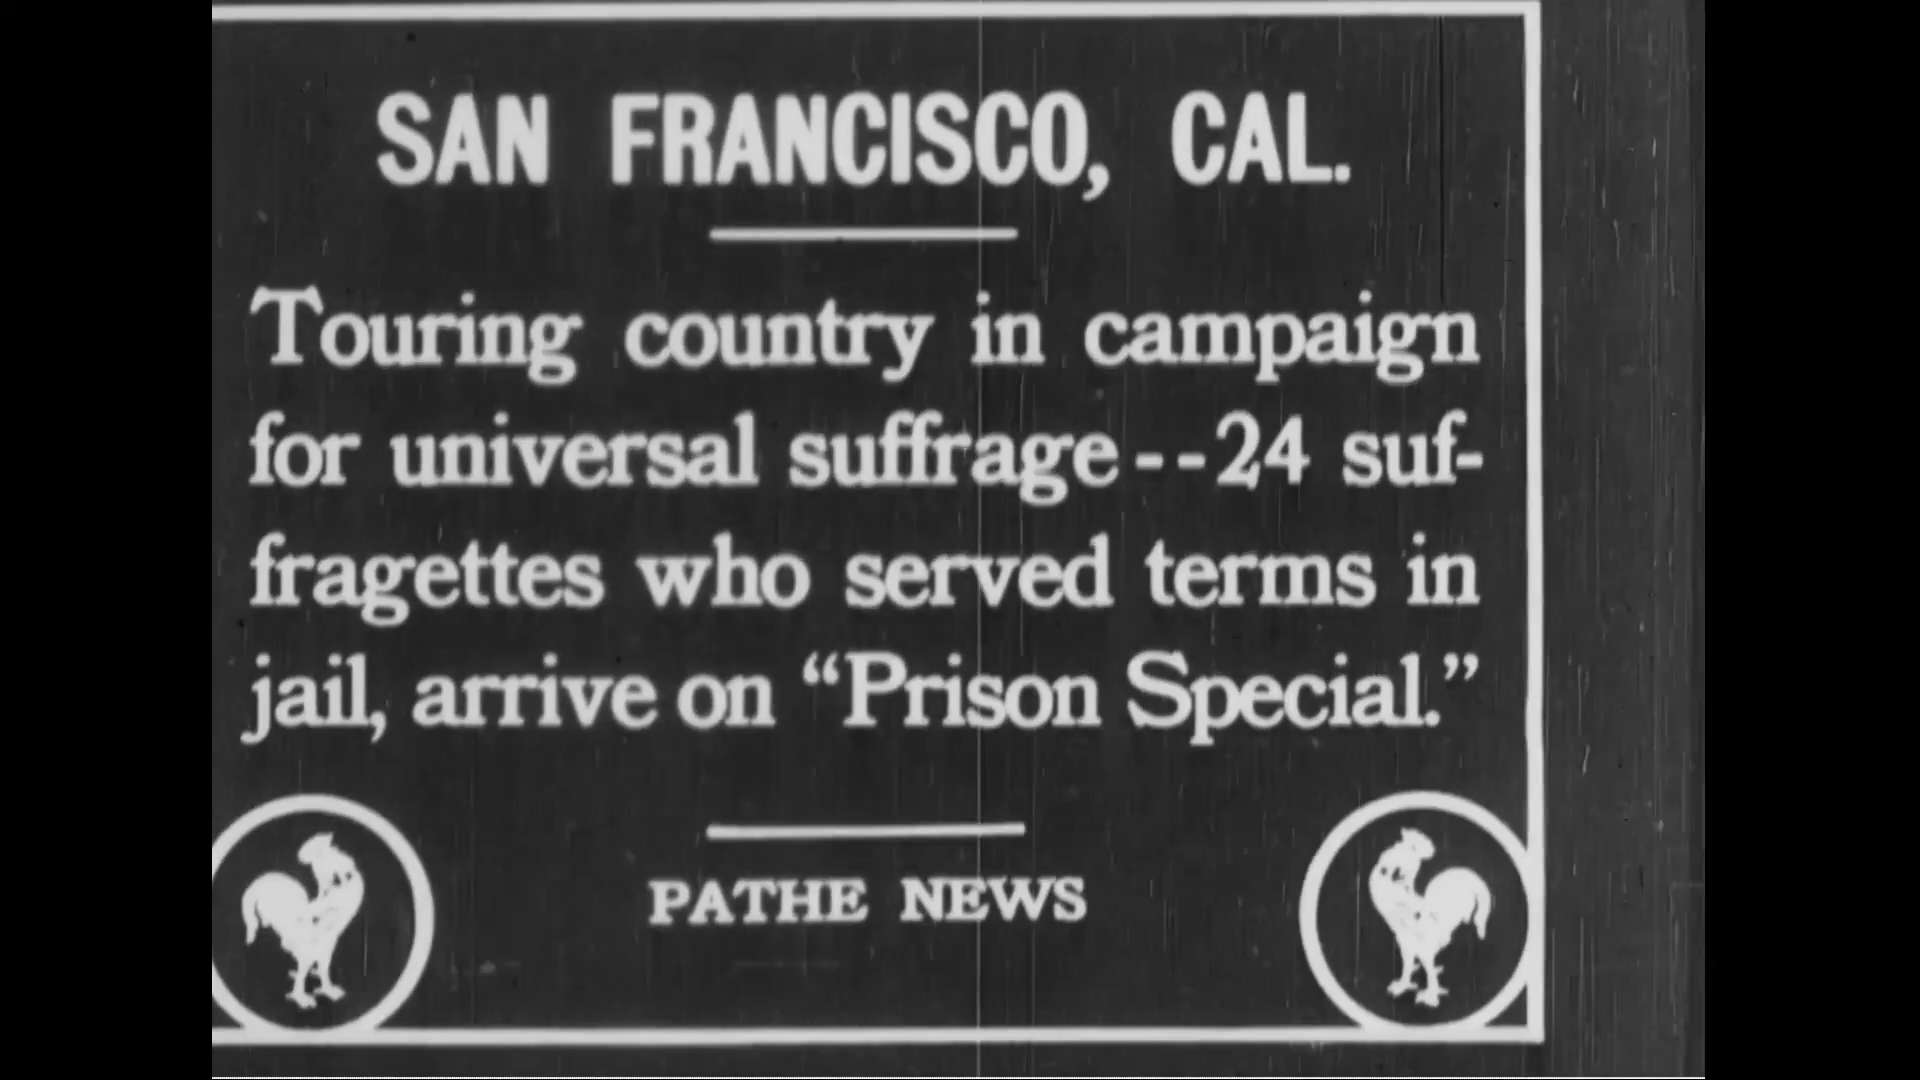 SAN FRANCISCO, CAL.
Touring country in campaign
for universal suffrage--24 suf-
fragettes who served terms in
jail, arrive on “Prison Special.”
PATHE NEWS